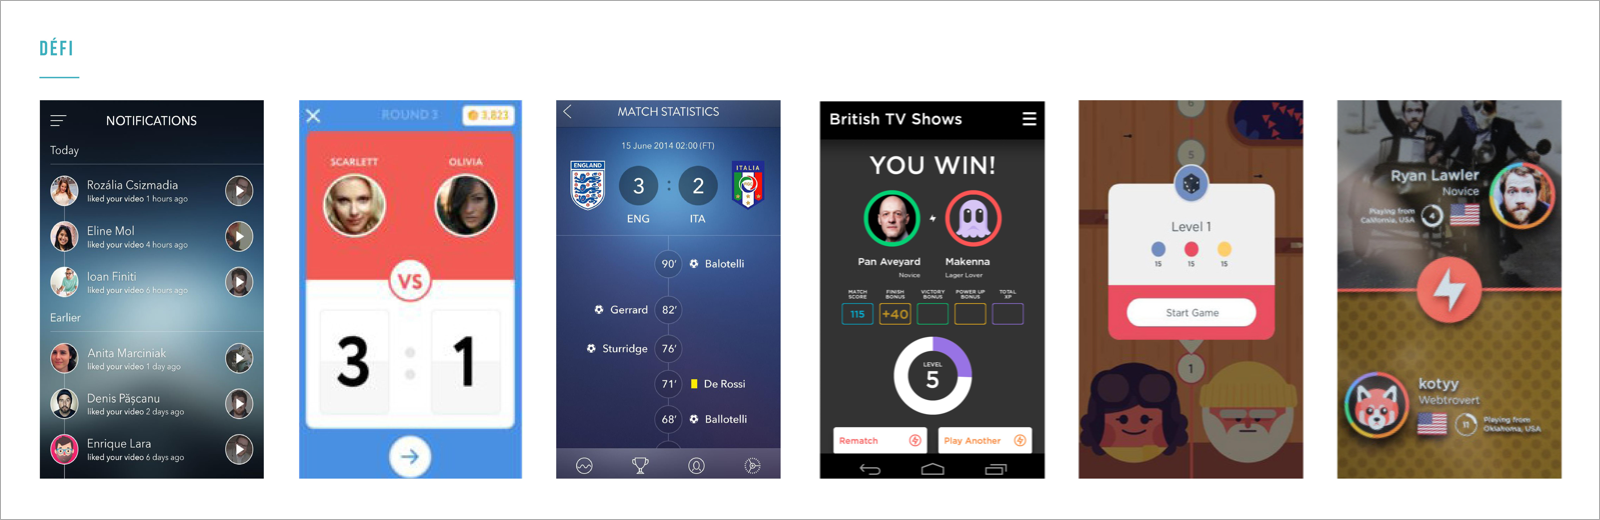 DÉFI
NOTIFICATIONS
Today
Rozália Csizmadia
liked your video 1 hours ago
Eline Mol
liked your video 4 hours ago
Ioan Finiti
liked your video 6 hours ago
Earlier
Anita Marciniak
liked your video 1 day ago
Denis Pășcanu
liked your video 2 days ago
Enrique Lara
liked your video 6 days ago
ROUND 3
3,823
SCARLETT OLIVIA
VS
3 : 1
MATCH STATISTICS
15 June 2014 02:00 (FT)
ENGLAND
3 : 2
ITALIA
ENG ITA
90' Balotelli
Gerrard 82'
Sturridge 76'
71' De Rossi
68' Ballotelli
British TV Shows
YOU WIN!
Pan Aveyard Makenna
Novice Lager Lover
MATCH SCORE FINISH BONUS VICTORY BONUS POWER UP BONUS TOTAL XP
115 +40
LEVEL
5
Rematch Play Another
6
5
Level 1
15 15 15
Start Game
1
Ryan Lawler
Novice
Playing from
California, USA
4
kotyy
Webtrovert
11
Playing from
Oklahoma, USA